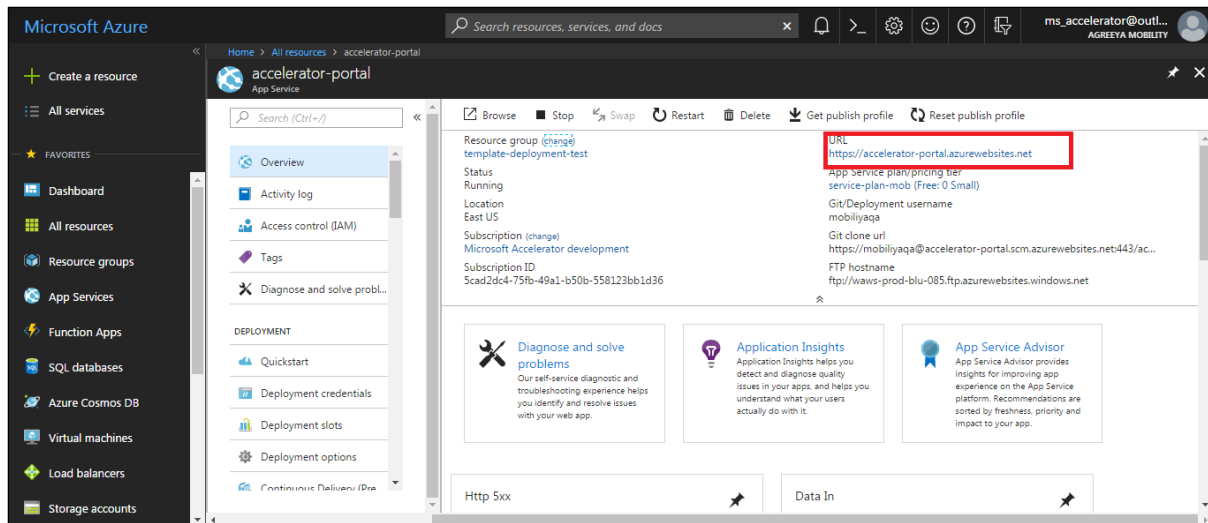 Microsoft Azure
Search resources, services, and docs
ms_accelerator@outl...
AGREEYA MOBILITY
Create a resource
All services
FAVORITES
Dashboard
All resources
Resource groups
App Services
Function Apps
SQL databases
Azure Cosmos DB
Virtual machines
Load balancers
Storage accounts
Home > All resources > accelerator-portal
accelerator-portal
App Service
Search (Ctrl+/)
Overview
Activity log
Access control (IAM)
Tags
Diagnose and solve probl...
DEPLOYMENT
Quickstart
Deployment credentials
Deployment slots
Deployment options
Continuous Delivery (Pre
Browse Stop Swap Restart Delete Get publish profile Reset publish profile
Resource group (change)
template-deployment-test
Status
Running
Location
East US
Subscription (change)
Microsoft Accelerator development
Subscription ID
5cad2dc4-75fb-49a1-b50b-558123bb1d36
URL
https://accelerator-portal.azurewebsites.net
App Service plan/pricing tier
service-plan-mob (Free: 0 Small)
Git/Deployment username
mobiliyaqa
Git clone url
https://mobiliyaqa@accelerator-portal.scm.azurewebsites.net:443/ac...
FTP hostname
ftp://waws-prod-blu-085.ftp.azurewebsites.windows.net
Diagnose and solve
problems
Our self-service diagnostic and
troubleshooting experience helps
you identify and resolve issues
with your web app.
Application Insights
Application Insights helps you
detect and diagnose quality
issues in your apps, and helps you
understand what your users
actually do with it.
App Service Advisor
App Service Advisor provides
insights for improving app
experience on the App Service
platform. Recommendations are
sorted by freshness, priority and
impact to your app.
Http 5xx
Data In